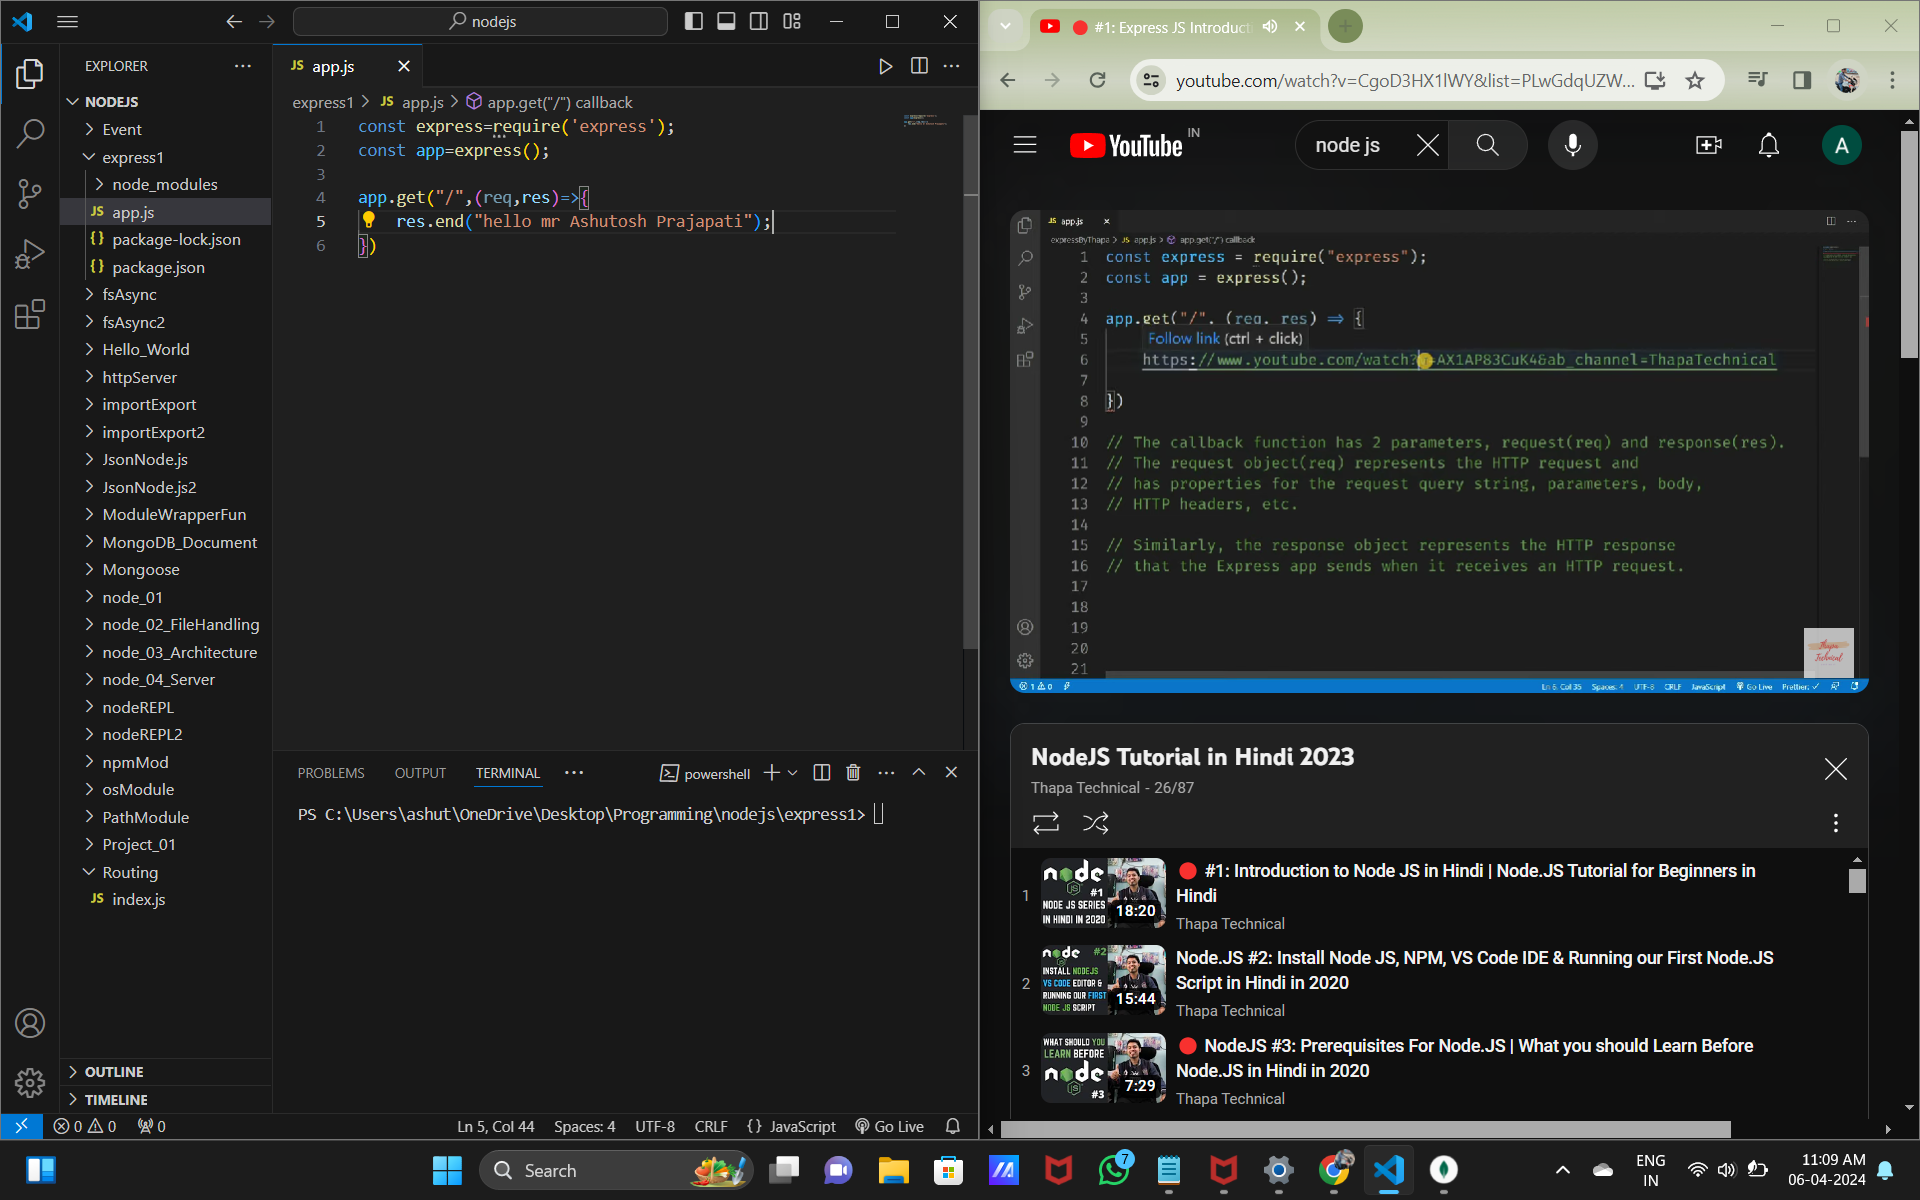 nodejs
EXPLORER
NODEJS
Event
express1
node_modules
JS app.js
{} package-lock.json
{} package.json
fsAsync
fsAsync2
Hello_World
httpServer
importExport
importExport2
JsonNode.js
JsonNode.js2
ModuleWrapperFun
MongoDB_Document
Mongoose
node_01
node_02_FileHandling
node_03_Architecture
node_04_Server
nodeREPL
nodeREPL2
npmMod
osModule
PathModule
Project_01
Routing
JS index.js
OUTLINE
TIMELINE
JS app.js
express1 > JS app.js > app.get("/") callback
1 const express=require('express');
2 const app=express();
3
4 app.get("/",(req,res)=>{
5 res.end("hello mr Ashutosh Prajapati");
6 })
PROBLEMS OUTPUT TERMINAL powershell
PS C:\Users\ashut\OneDrive\Desktop\Programming\nodejs\express1>
0 0 0 Ln 5, Col 44 Spaces: 4 UTF-8 CRLF {} JavaScript Go Live
#1: Express JS Introduct
youtube.com/watch?v=CgoD3HX1lWY&list=PLwGdqUZW...
YouTube IN
node js
A
JS app.js
expressByThapa > JS app.js > app.get("/") callback
1 const express = require("express");
2 const app = express();
3
4 app.get("/", (req, res) => {
5 Follow link (ctrl + click)
6 https://www.youtube.com/watch?v=AX1AP83CuK4&ab_channel=ThapaTechnical
7
8 })
9
10 // The callback function has 2 parameters, request(req) and response(res).
11 // The request object(req) represents the HTTP request and
12 // has properties for the request query string, parameters, body,
13 // HTTP headers, etc.
14
15 // Similarly, the response object represents the HTTP response
16 // that the Express app sends when it receives an HTTP request.
17
18
19
20
21
Thapa Technical
1 0 Ln 6, Col 35 Spaces: 4 UTF-8 CRLF JavaScript Go Live Prettier: ✓
NodeJS Tutorial in Hindi 2023
Thapa Technical - 26/87
1
node JS #1
NODE JS SERIES
IN HINDI IN 2020
18:20
#1: Introduction to Node JS in Hindi | Node.JS Tutorial for Beginners in
Hindi
Thapa Technical
2
node #2
INSTALL NODEJS
VS CODE EDITOR &
RUNNING OUR FIRST
NODE JS SCRIPT
15:44
Node.JS #2: Install Node JS, NPM, VS Code IDE & Running our First Node.JS
Script in Hindi in 2020
Thapa Technical
3
WHAT SHOULD YOU
LEARN BEFORE
node JS
#3
7:29
NodeJS #3: Prerequisites For Node.JS | What you should Learn Before
Node.JS in Hindi in 2020
Thapa Technical
Search
7
ENG
IN
11:09 AM
06-04-2024